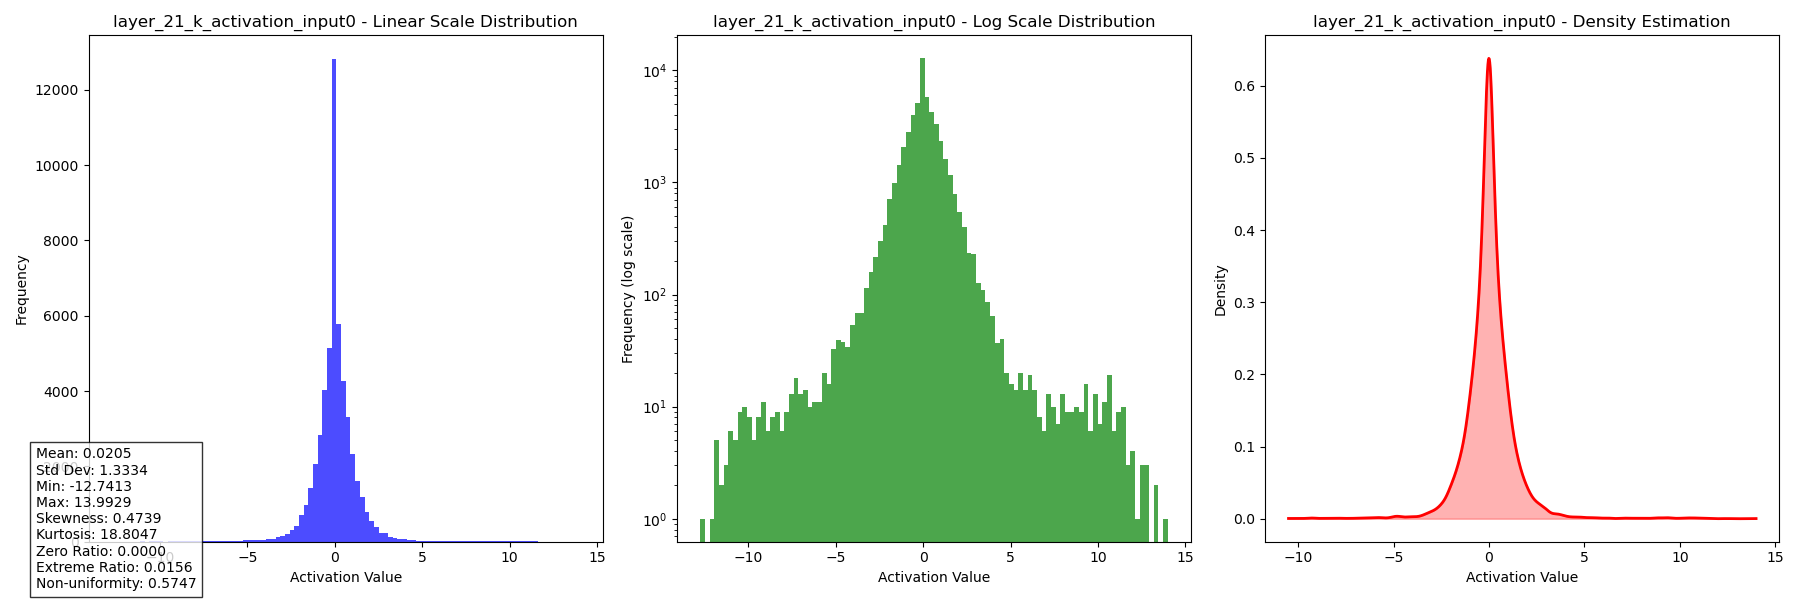 layer_21_k_activation_input0 - Linear Scale Distribution
Frequency
12000
10000
8000
6000
4000
2000
0
−10
−5
0
5
10
15
Activation Value
Mean: 0.0205
Std Dev: 1.3334
Min: -12.7413
Max: 13.9929
Skewness: 0.4739
Kurtosis: 18.8047
Zero Ratio: 0.0000
Extreme Ratio: 0.0156
Non-uniformity: 0.5747
layer_21_k_activation_input0 - Log Scale Distribution
Frequency (log scale)
10⁴
10³
10²
10¹
10⁰
−10
−5
0
5
10
15
Activation Value
layer_21_k_activation_input0 - Density Estimation
Density
0.6
0.5
0.4
0.3
0.2
0.1
0.0
−10
−5
0
5
10
15
Activation Value